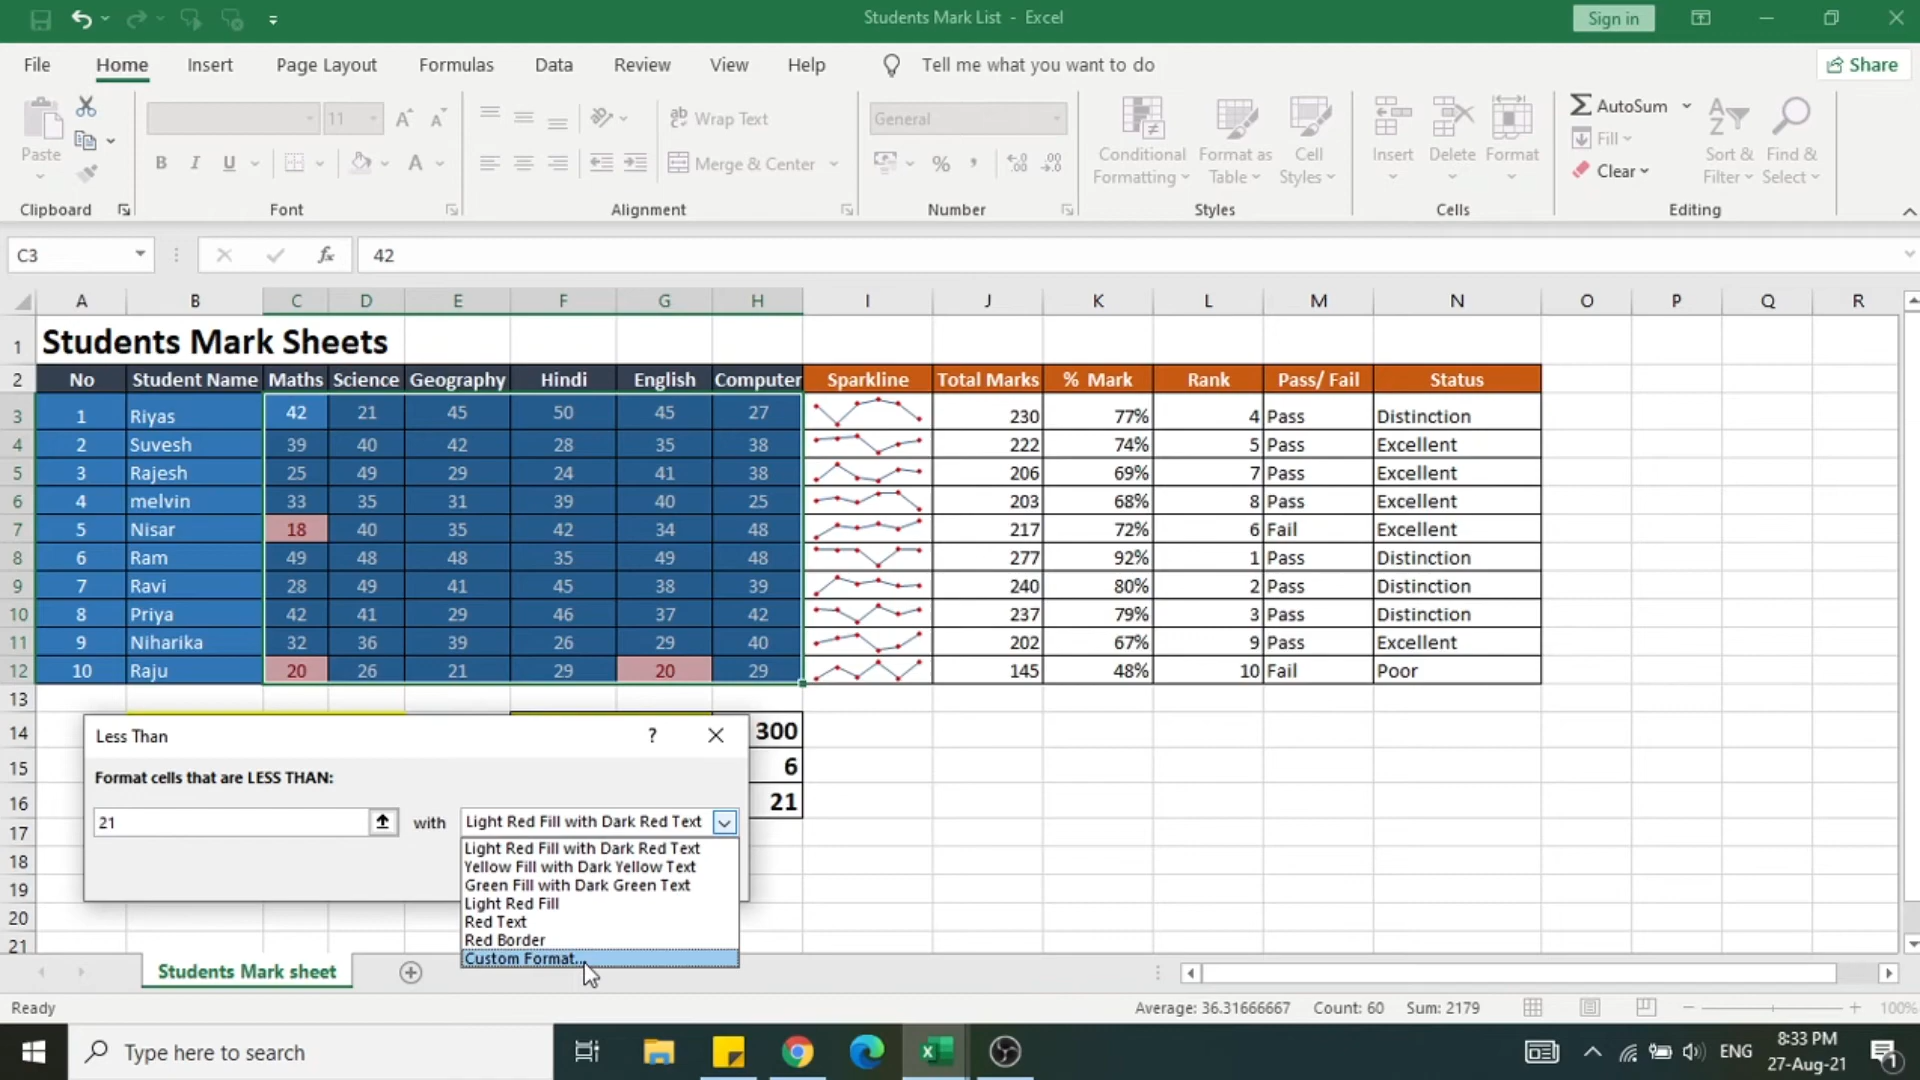 Students Mark List - Excel
Sign in
File Home Insert Page Layout Formulas Data Review View Help Tell me what you want to do Share
Paste
11
Wrap Text
Merge & Center
General
Conditional Formatting
Format as Table
Cell Styles
Insert Delete Format
AutoSum
Fill
Clear
Sort & Filter
Find & Select
Clipboard Font Alignment Number Styles Cells Editing
C3 fx 42
A B C D E F G H I J K L M N O P Q R
1 Students Mark Sheets
2 No Student Name Maths Science Geography Hindi English Computer Sparkline Total Marks % Mark Rank Pass/ Fail Status
3 1 Riyas 42 21 45 50 45 27 230 77% 4 Pass Distinction
4 2 Suvesh 39 40 42 28 35 38 222 74% 5 Pass Excellent
5 3 Rajesh 25 49 29 24 41 38 206 69% 7 Pass Excellent
6 4 melvin 33 35 31 39 40 25 203 68% 8 Pass Excellent
7 5 Nisar 18 40 35 42 34 48 217 72% 6 Fail Excellent
8 6 Ram 49 48 48 35 49 48 277 92% 1 Pass Distinction
9 7 Ravi 28 49 41 45 38 39 240 80% 2 Pass Distinction
10 8 Priya 42 41 29 46 37 42 237 79% 3 Pass Distinction
11 9 Niharika 32 36 39 26 29 40 202 67% 9 Pass Excellent
12 10 Raju 20 26 21 29 20 29 145 48% 10 Fail Poor
13
14 300
15 6
16 21
17
18
19
20
21
Less Than ?
Format cells that are LESS THAN:
21 with Light Red Fill with Dark Red Text
Light Red Fill with Dark Red Text
Yellow Fill with Dark Yellow Text
Green Fill with Dark Green Text
Light Red Fill
Red Text
Red Border
Custom Format...
Students Mark sheet
Ready Average: 36.31666667 Count: 60 Sum: 2179 100%
Type here to search
ENG
8:33 PM
27-Aug-21
1